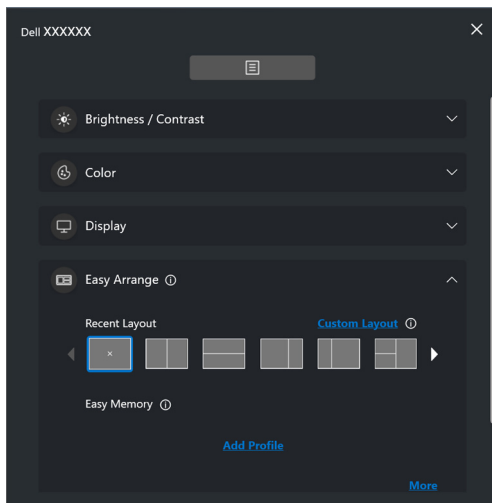 Dell XXXXXX
Brightness / Contrast
Color
Display
Easy Arrange
Recent Layout Custom Layout
Easy Memory
Add Profile
More